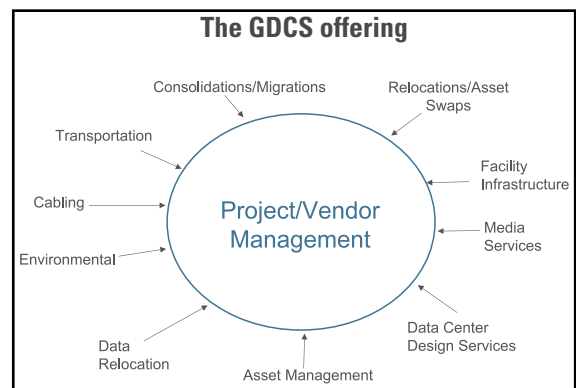 The GDCS offering
Consolidations/Migrations
Relocations/Asset
Swaps
Transportation
Facility
Infrastructure
Cabling
Project/Vendor
Management
Media
Services
Environmental
Data Center
Design Services
Data
Relocation
Asset Management